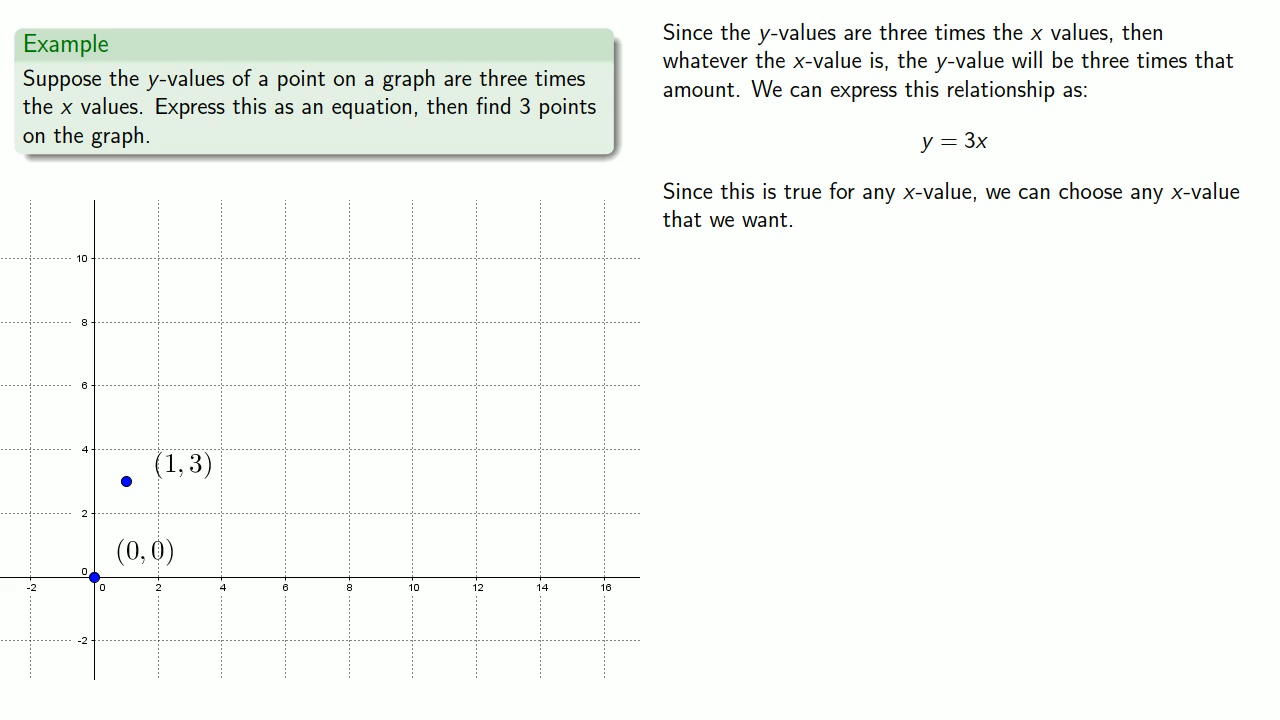 Example
Suppose the y-values of a point on a graph are three times
the x values. Express this as an equation, then find 3 points
on the graph.
Since the y-values are three times the x values, then
whatever the x-value is, the y-value will be three times that
amount. We can express this relationship as:
y = 3x
Since this is true for any x-value, we can choose any x-value
that we want.
10
8
6
4
(1, 3)
2
(0, 0)
0
-2 0 2 4 6 8 10 12 14 16
-2